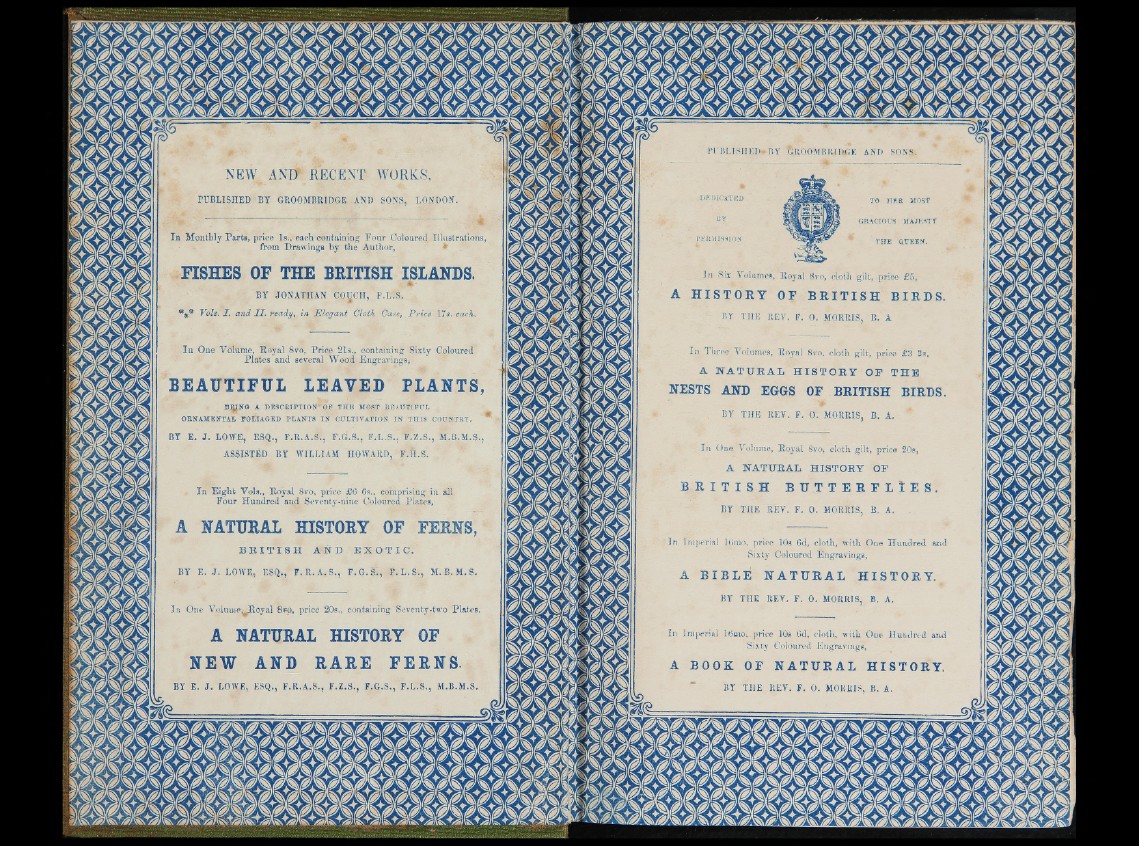 NEW AND RECENT WORKS.
PUBLISHED BY GROOMBRIDGE AND SONS, LONDON.
In Monthly Parts, price 1s., each containing Four Coloured Illustrations,
from Drawings by the Author,
FISHES OF THE BRITISH ISLANDS.
BY JONATHAN COUCH, F.L.S.
*⁎* Vols. I. and II. ready, in Elegant Cloth Case, Price 17s. each.
In One Volume, Royal 8vo, Price 21s., containing Sixty Coloured
Plates and several Wood Engravings,
BEAUTIFUL LEAVED PLANTS,
BEING A DESCRIPTION OF THE MOST BEAUTIFUL
ORNAMENTAL FOLIAGED PLANTS IN CULTIVATION IN THIS COUNTRY.
BY E. J. LOWE, ESQ., F.R.A.S., F.G.S., F.L.S., F.Z.S., M.B.M.S.,
ASSISTED BY WILLIAM HOWARD, F.H.S.
In Eight Vols., Royal 8vo, price £6 6s., comprising in all
Four Hundred and Seventy-nine Coloured Plates,
A NATURAL HISTORY OF FERNS,
BRITISH AND EXOTIC.
BY E. J. LOWE, ESQ., F.R.A.S., F.G.S., F.L.S., M.B.M.S.
In One Volume, Royal 8vo, price 20s., containing Seventy-two Plates.
A NATURAL HISTORY OF
NEW AND RARE FERNS.
BY E. J. LOWE, ESQ., F.R.A.S., F.Z.S., F.G.S., F.L.S., M.B.M.S.
PUBLISHED BY GROOMBRIDGE AND SONS.
DEDICATED
BY
PERMISSION
TO HER MOST
GRACIOUS MAJESTY
THE QUEEN.
In Six Volumes, Royal 8vo, cloth gilt, price £5,
A HISTORY OF BRITISH BIRDS.
BY THE REV. F. O. MORRIS, B. A
In Three Volumes, Royal 8vo, cloth gilt, price £3 3s,
A NATURAL HISTORY OF THE
NESTS AND EGGS OF BRITISH BIRDS.
BY THE REV. F. O. MORRIS, B. A.
In One Volume, Royal 8vo, cloth gilt, price 20s,
A NATURAL HISTORY OF
BRITISH BUTTERFLIES.
BY THE REV. F. O. MORRIS, B. A.
In Imperial 16mo, price 10s 6d, cloth, with One Hundred and
Sixty Coloured Engravings,
A BIBLE NATURAL HISTORY.
BY THE REV. F. O. MORRIS, B. A.
In Imperial 16mo, price 10s 6d, cloth, with One Hundred and
Sixty Coloured Engravings,
A BOOK OF NATURAL HISTORY.
BY THE REV. F. O. MORRIS, B. A.